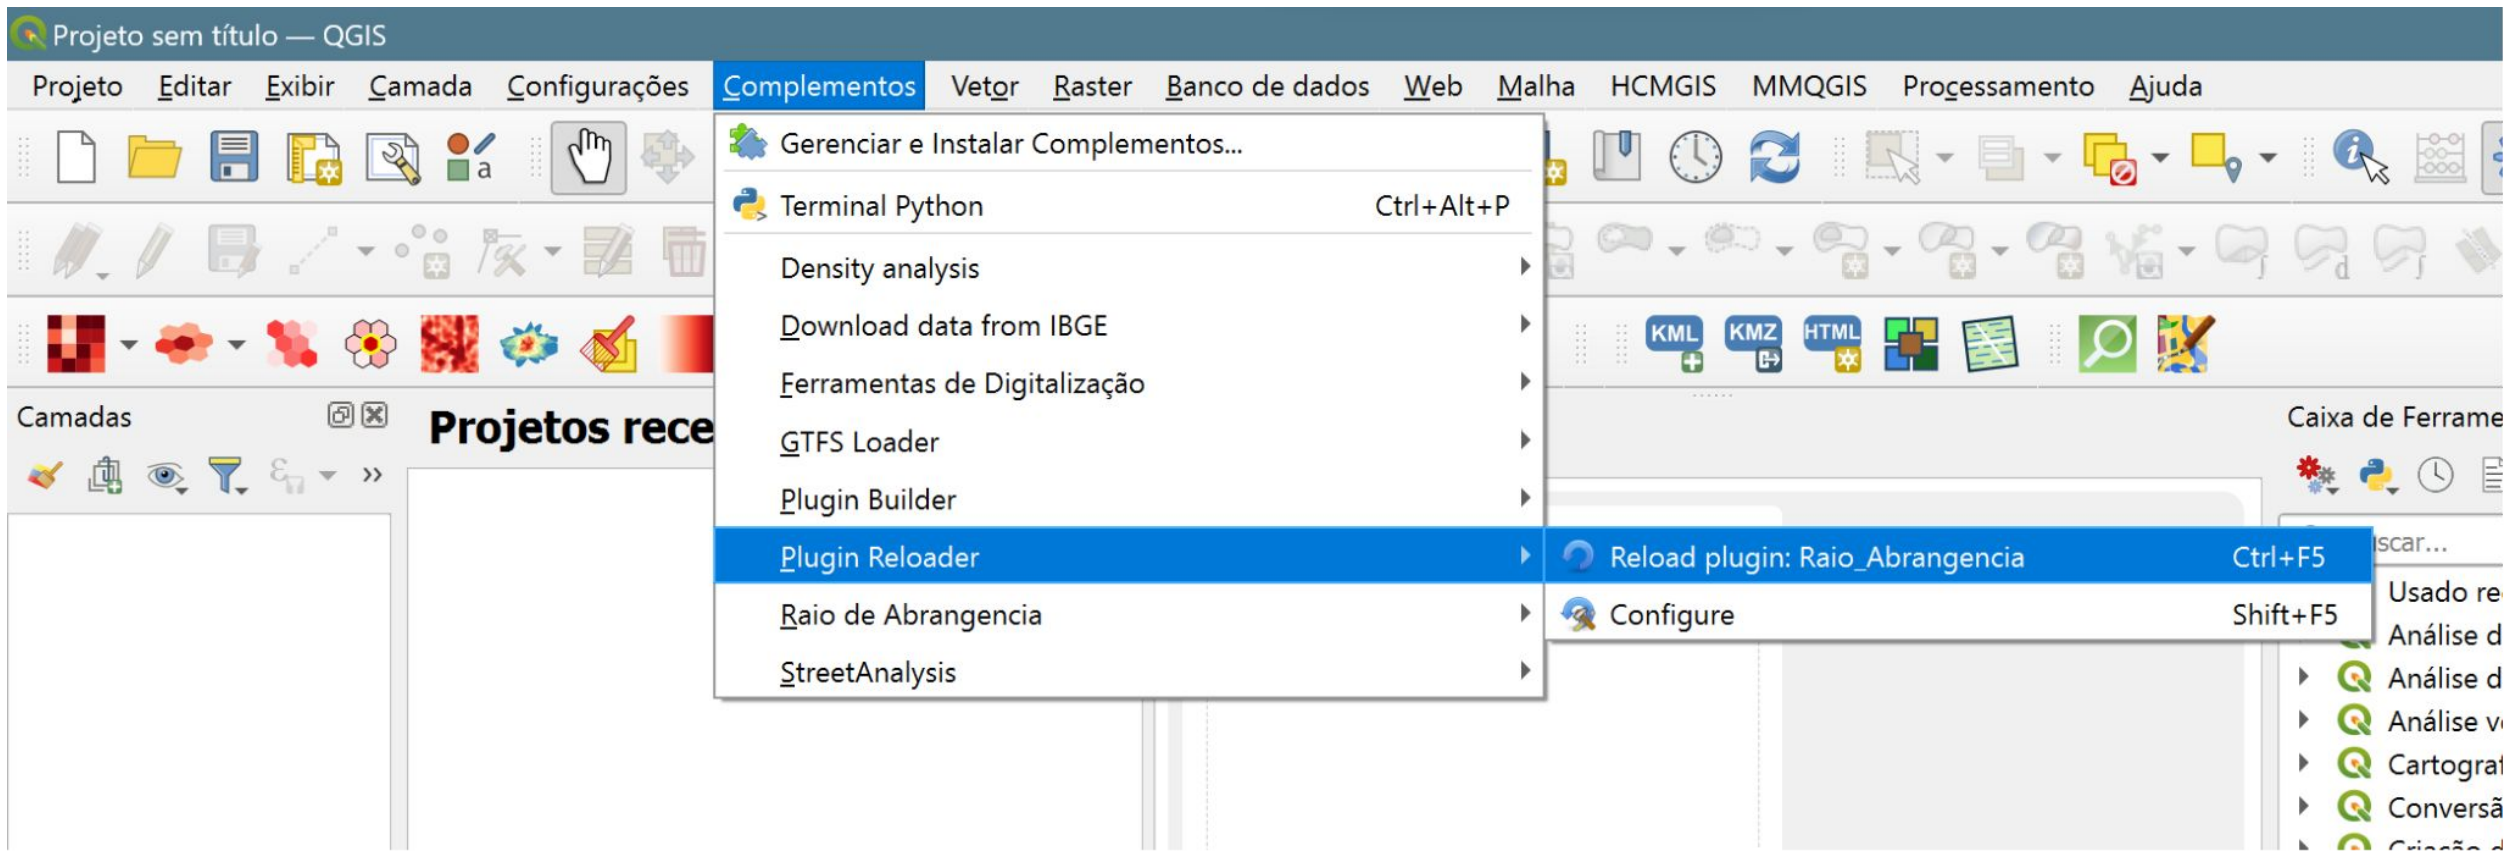 Projeto sem título — QGIS
Projeto Editar Exibir Camada Configurações Complementos Vetor Raster Banco de dados Web Malha HCMGIS MMQGIS Processamento Ajuda
Gerenciar e Instalar Complementos...
Terminal Python Ctrl+Alt+P
Density analysis
Download data from IBGE
Ferramentas de Digitalização
GTFS Loader
Plugin Builder
Plugin Reloader
Raio de Abrangencia
StreetAnalysis
Reload plugin: Raio_Abrangencia Ctrl+F5
Configure Shift+F5
a
KML KMZ HTML
Camadas
Projetos rece
Caixa de Ferrame
scar...
Usado re
Análise d
Análise d
Análise v
Cartograf
Conversã